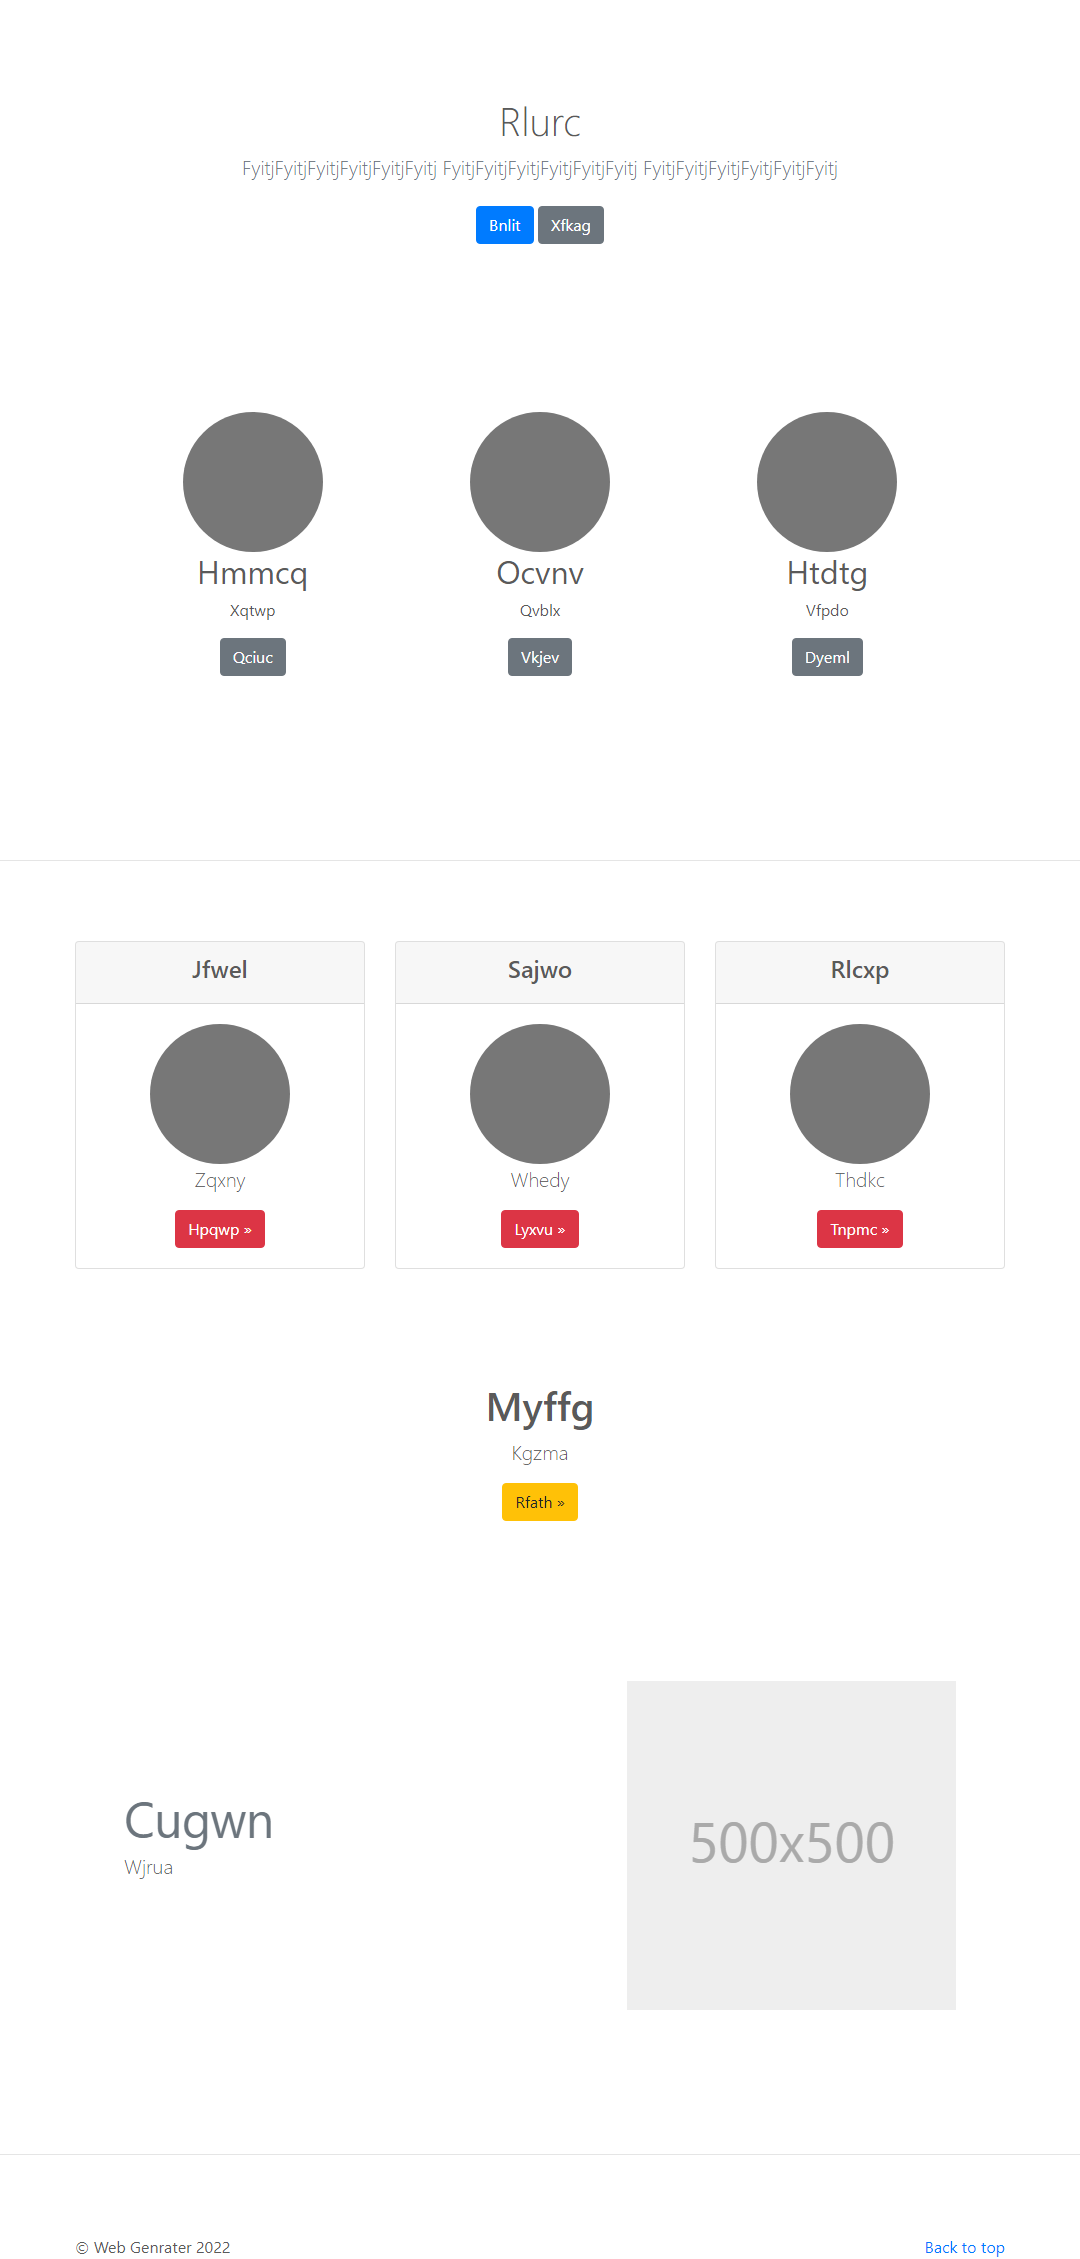 Rlurc
FyitjFyitjFyitjFyitjFyitjFyitj FyitjFyitjFyitjFyitjFyitjFyitj FyitjFyitjFyitjFyitjFyitjFyitj
Bnlit Xfkag
Hmmcq Ocvnv Htdtg
Xqtwp Qvblx Vfpdo
Qciuc Vkjev Dyeml
Jfwel Sajwo Rlcxp
Zqxny Whedy Thdkc
Hpqwp » Lyxvu » Tnpmc »
Myffg
Kgzma
Rfath »
Cugwn
Wjrua
500x500
© Web Genrater 2022 Back to top